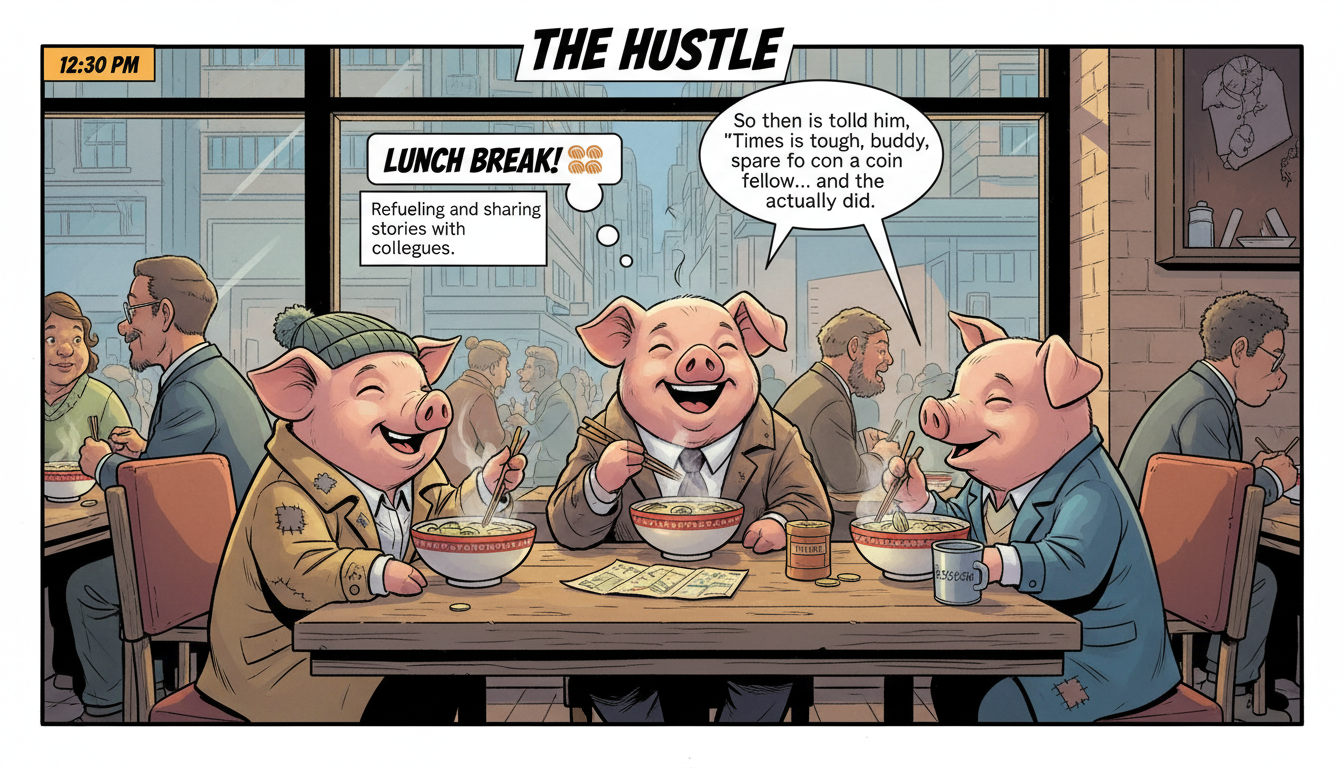 THE HUSTLE
12:30 PM
LUNCH BREAK!
Refueling and sharing
stories with
collegues.
So then is tolld him,
"Times is tough, buddy,
spare fo con a coin
fellow... and the
actually did.